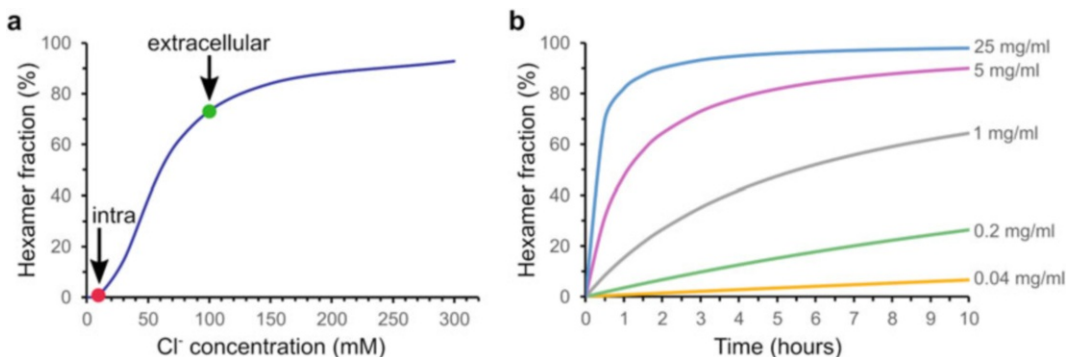 a
100
80
60
40
20
0
Hexamer fraction (%)
extracellular
intra
0 50 100 150 200 250 300
Cl⁻ concentration (mM)
b
100
80
60
40
20
0
Hexamer fraction (%)
25 mg/ml
5 mg/ml
1 mg/ml
0.2 mg/ml
0.04 mg/ml
0 1 2 3 4 5 6 7 8 9 10
Time (hours)